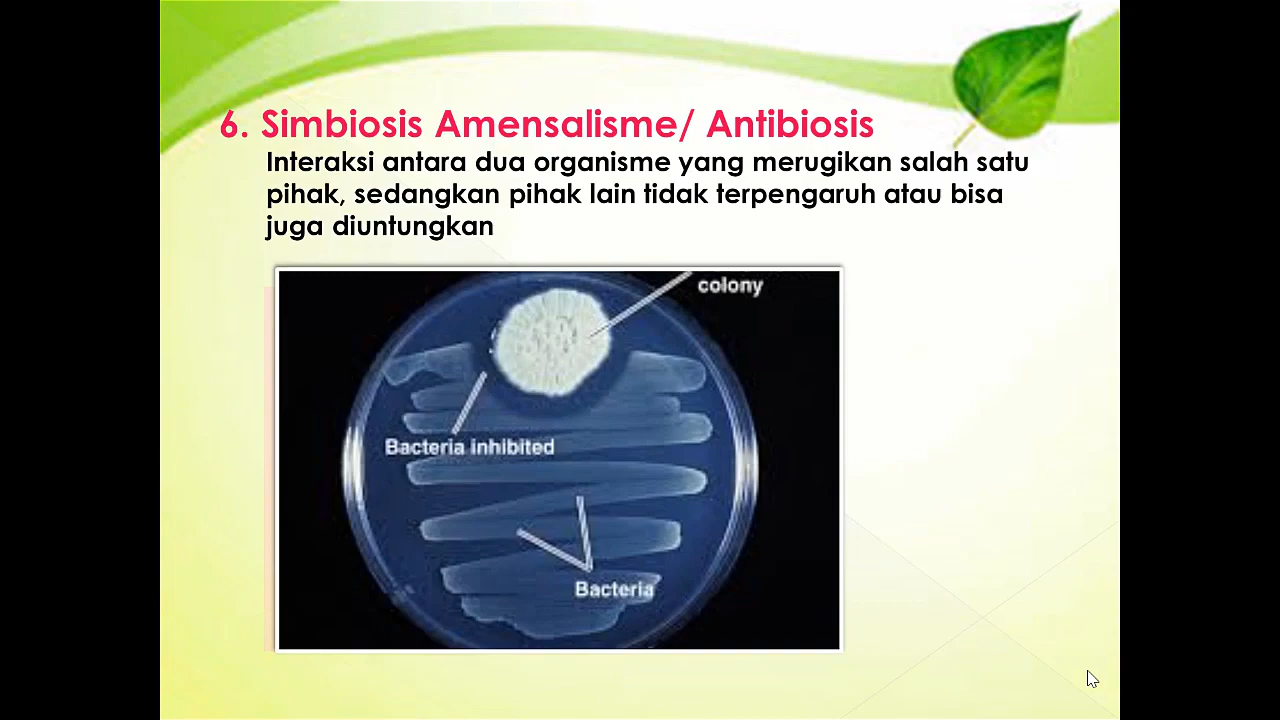 6. Simbiosis Amensalisme/ Antibiosis
Interaksi antara dua organisme yang merugikan salah satu
pihak, sedangkan pihak lain tidak terpengaruh atau bisa
juga diuntungkan
colony
Bacteria inhibited
Bacteria